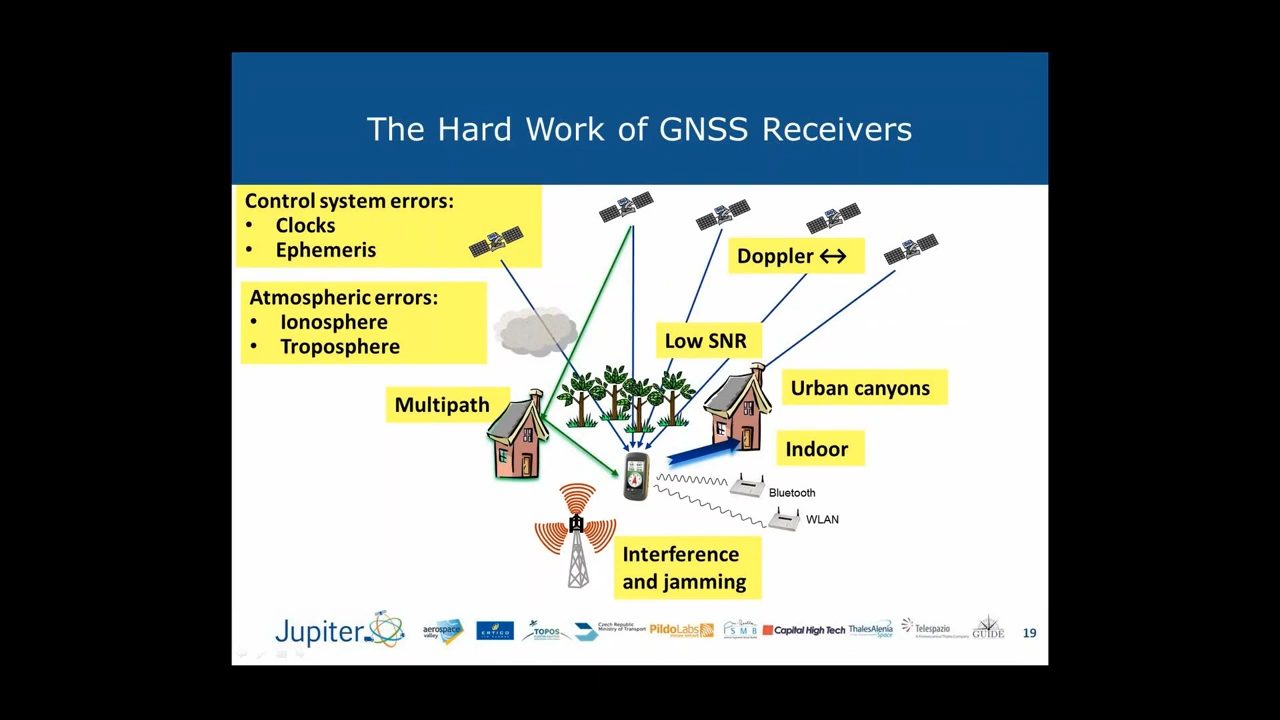 The Hard Work of GNSS Receivers
Control system errors:
• Clocks
• Ephemeris
Doppler ↔
Atmospheric errors:
• Ionosphere
• Troposphere
Low SNR
Multipath
Urban canyons
Indoor
Bluetooth
WLAN
Interference
and jamming
Jupiter
aerospace
valley
ERTICO
TOPOS
Czech Republic
Ministry of Transport
PildoLabs
ISMB
Capital High Tech
ThalesAlenia
Space
Telespazio
GUIDE
19